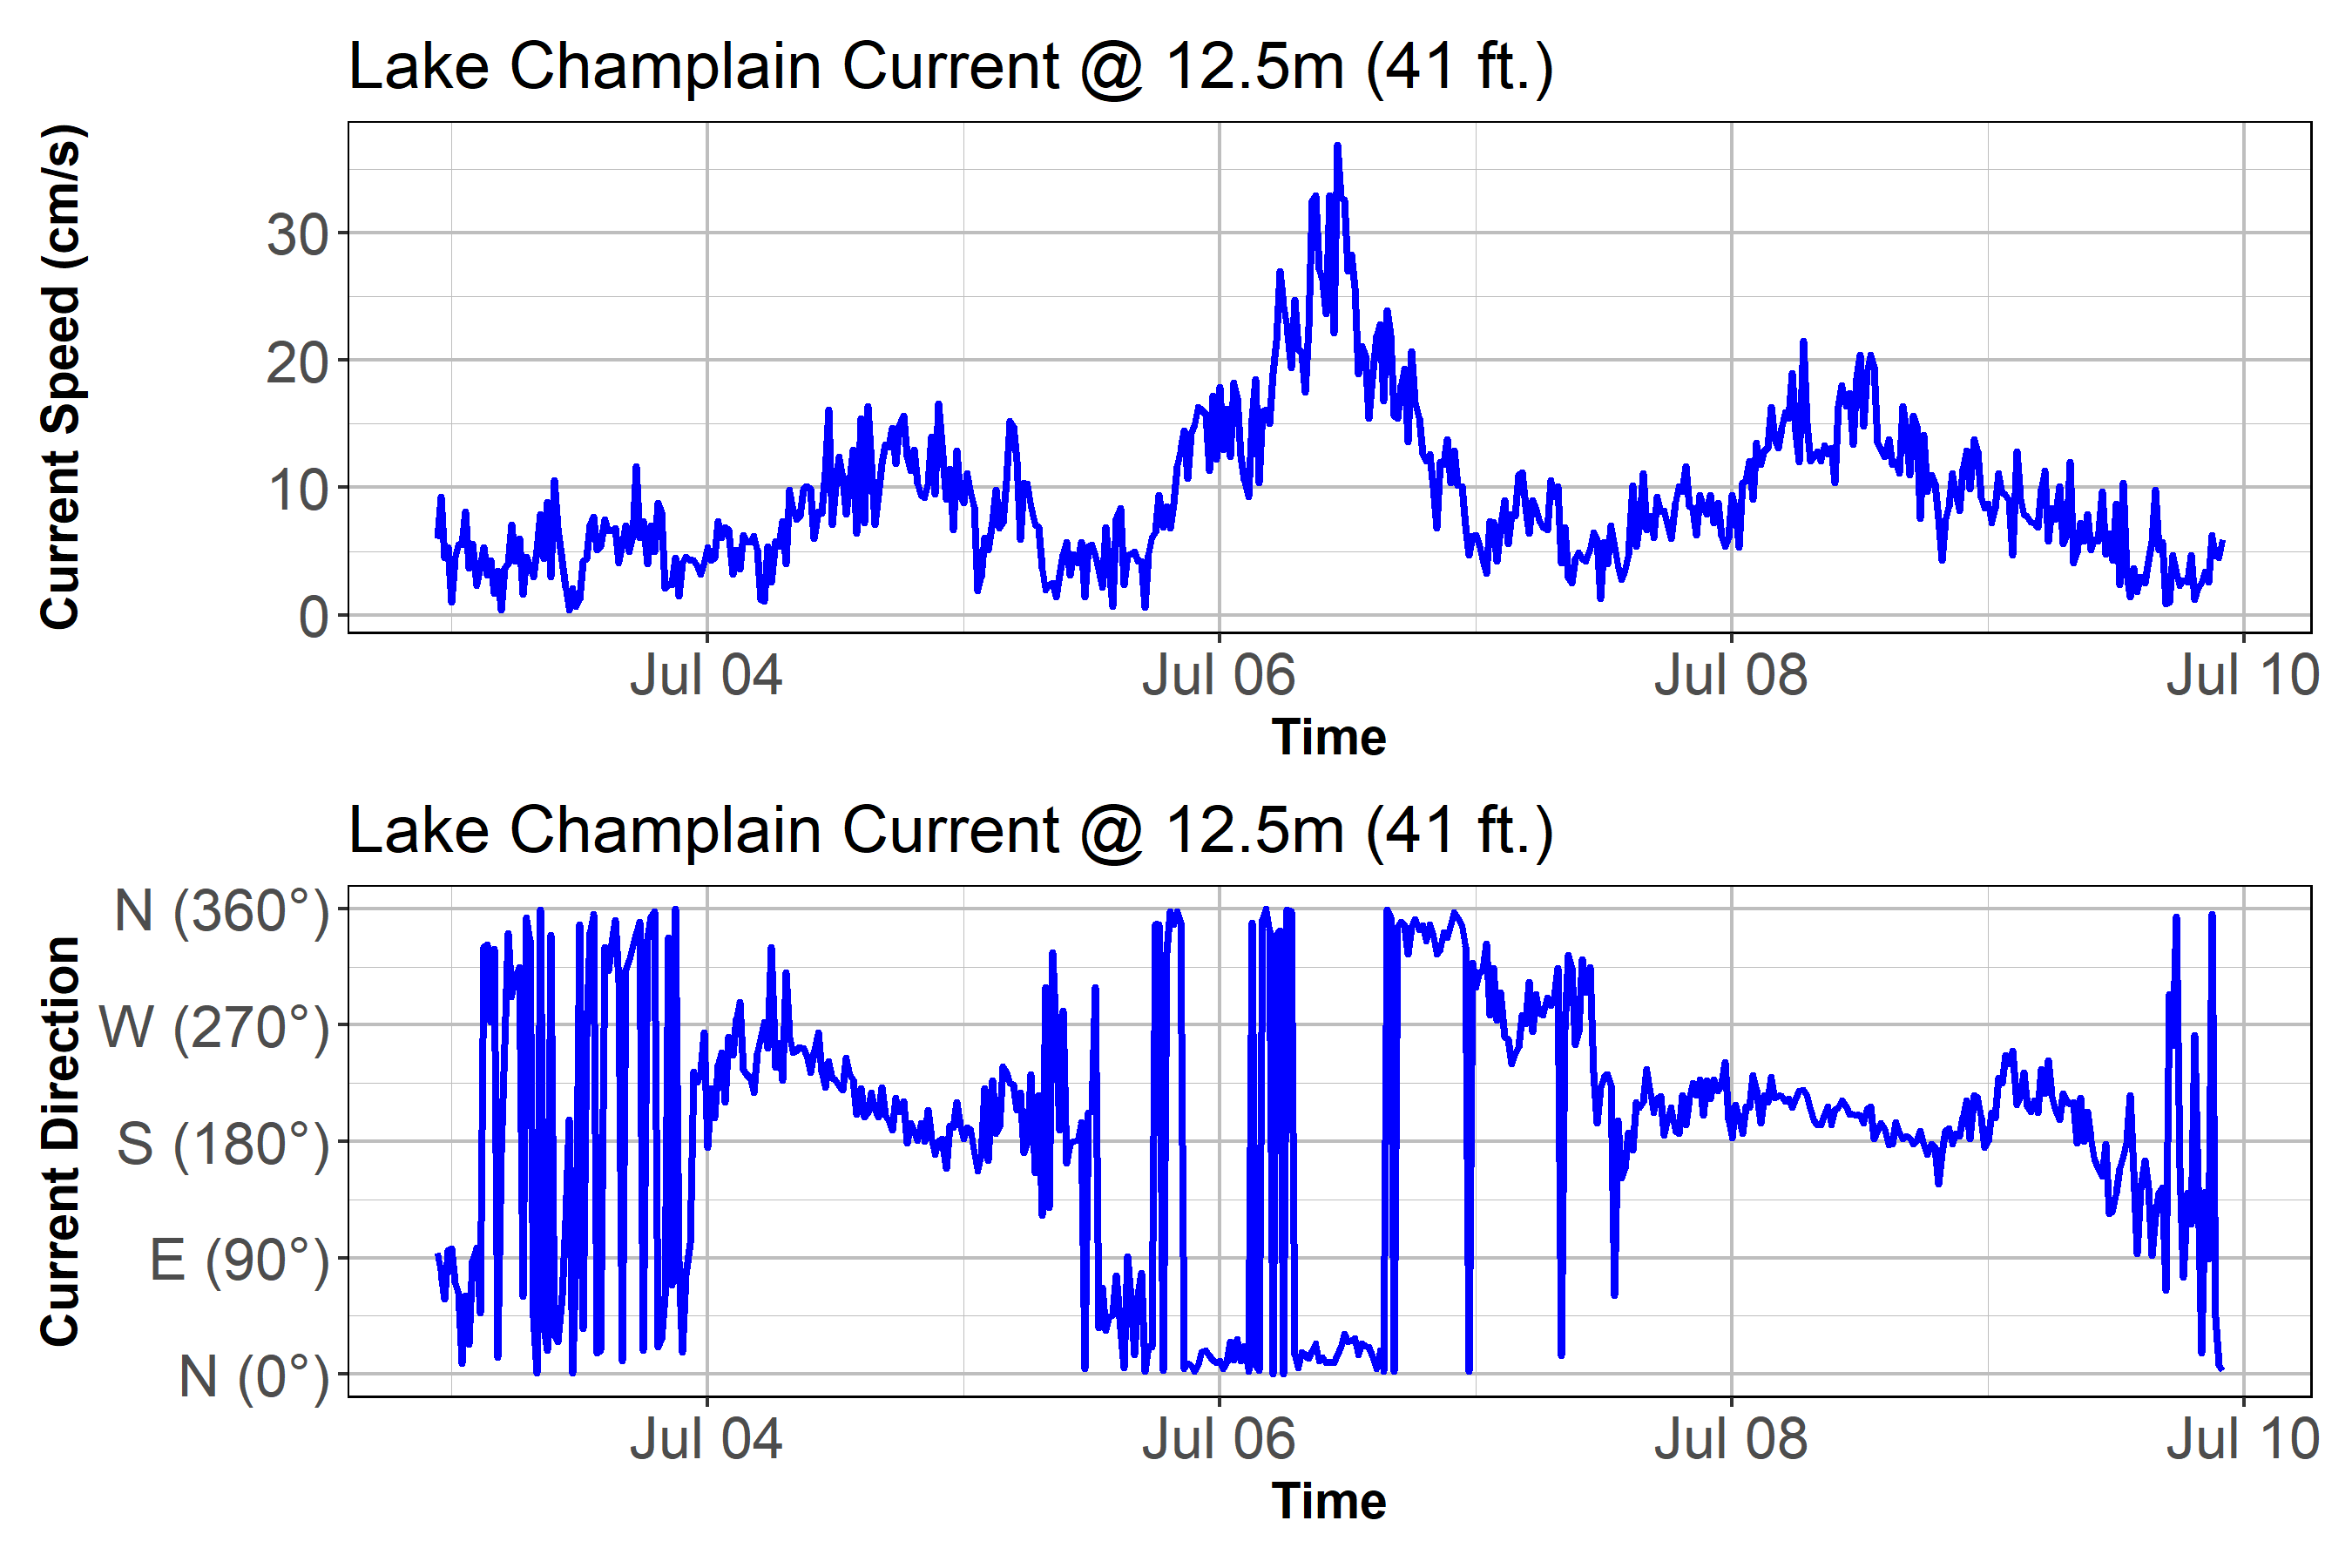 Lake Champlain Current @ 12.5m (41 ft.)
Current Speed (cm/s)
30
20
10
0
Jul 04 Jul 06 Jul 08 Jul 10
Time
Lake Champlain Current @ 12.5m (41 ft.)
Current Direction
N (360°)
W (270°)
S (180°)
E (90°)
N (0°)
Jul 04 Jul 06 Jul 08 Jul 10
Time